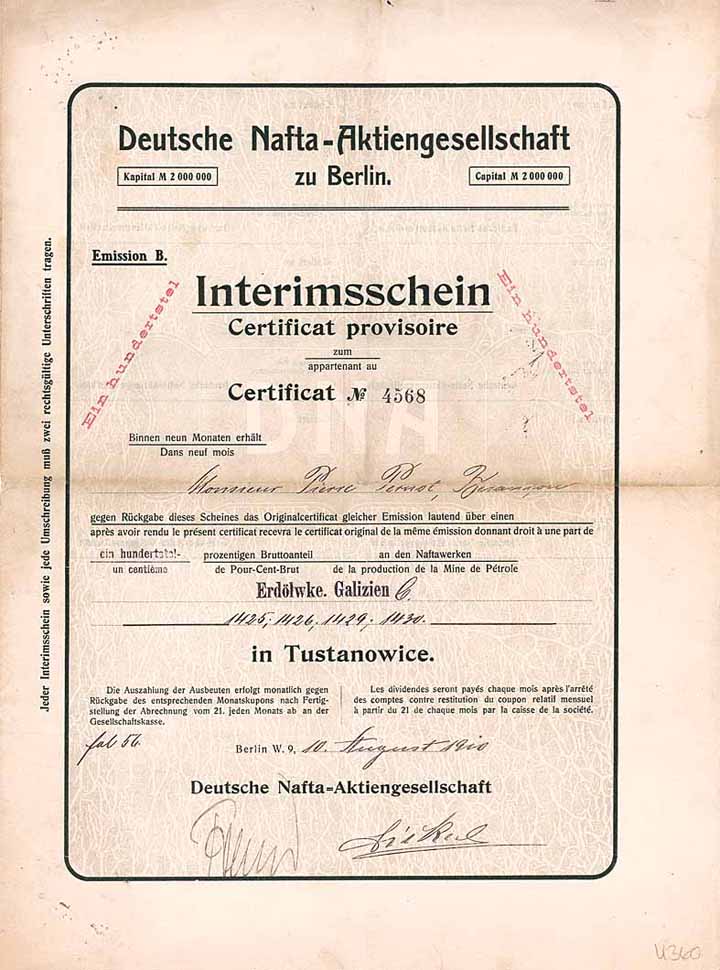 Deutsche Nafta-Aktiengesellschaft
zu Berlin.
Kapital M 2 000 000
Capital M 2 000 000
Emission B.
Ein hundertstel
Ein hundertstel
Interimsschein
Certificat provisoire
zum
appartenant au
Certificat № 4568
DNA
Binnen neun Monaten erhält
Dans neuf mois
Monsieur Pierre
gegen Rückgabe dieses Scheines das Originalcertificat gleicher Emission lautend über einen
après avoir rendu le présent certificat recevra le certificat original de la même émission donnant droit à une part de
ein hundertstel- prozentigen Bruttoanteil an den Naftawerken
un centième de Pour-Cent-Brut de la production de la Mine de Pétrole
Erdölwke. Galizien C.
1425, 1426, 1429, 1430.
in Tustanowice.
Die Auszahlung der Ausbeuten erfolgt monatlich gegen
Rückgabe des entsprechenden Monatskupons nach Fertig-
stellung der Abrechnung vom 21. jeden Monats ab an der
Gesellschaftskasse.
Les dividendes seront payés chaque mois après l'arrêté
des comptes contre restitution du coupon relatif mensuel
à partir du 21 de chaque mois par la caisse de la société.
fol 56.
Berlin W. 9, 10. August 1910
Deutsche Nafta-Aktiengesellschaft
Jeder Interimsschein sowie jede Umschreibung muß zwei rechtsgültige Unterschriften tragen.
4360